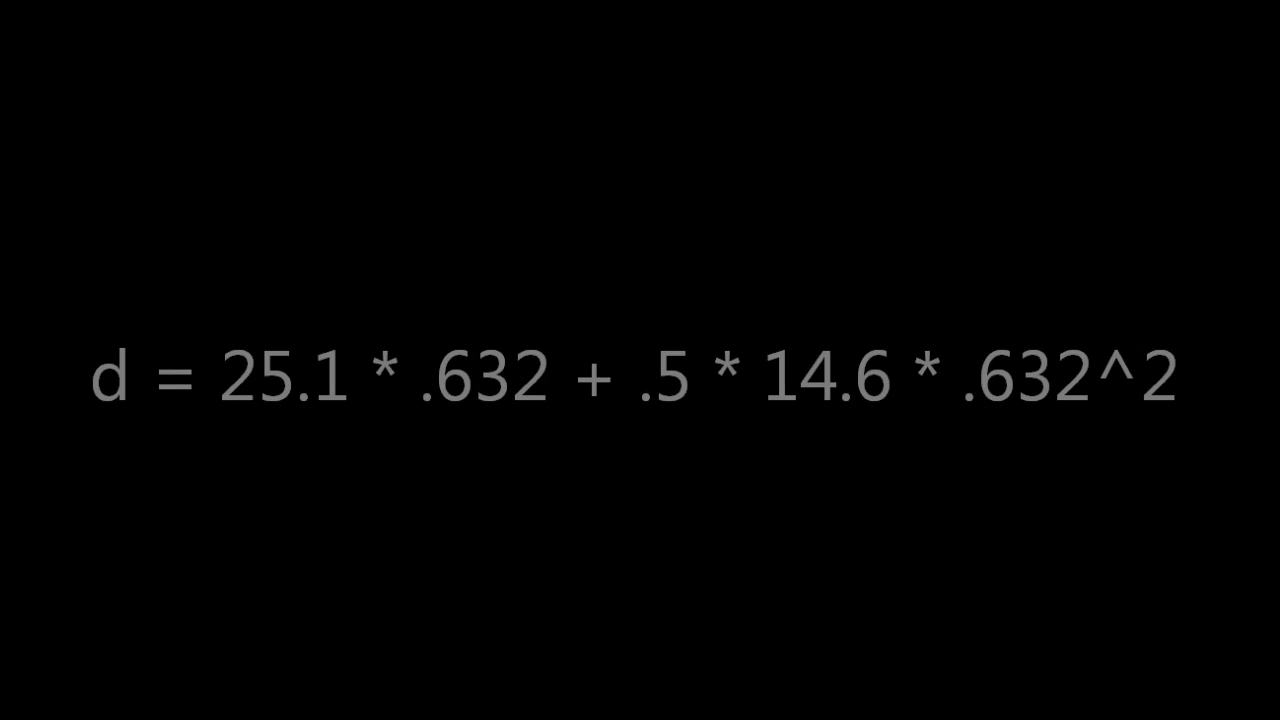 d = 25.1 * .632 + .5 * 14.6 * .632^2